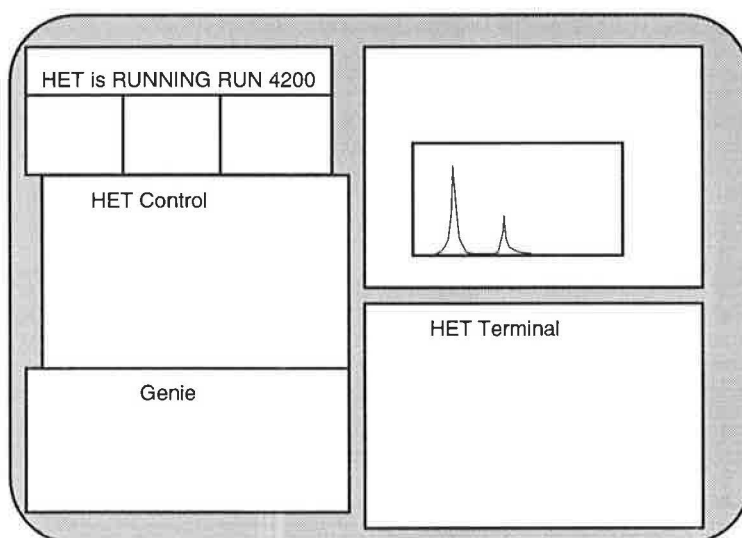 HET is RUNNING RUN 4200
HET Control
Genie
HET Terminal